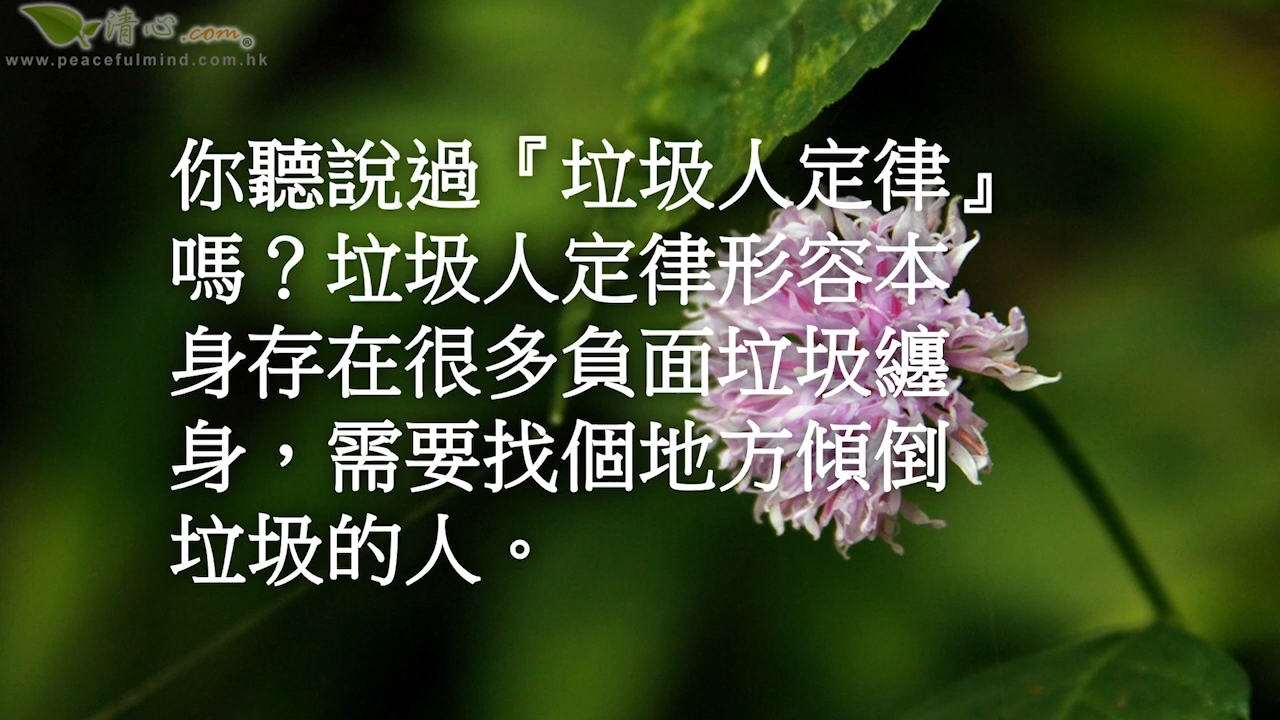 清心.com®
www.peacefulmind.com.hk
你聽說過『垃圾人定律』
嗎？垃圾人定律形容本
身存在很多負面垃圾纏
身，需要找個地方傾倒
垃圾的人。